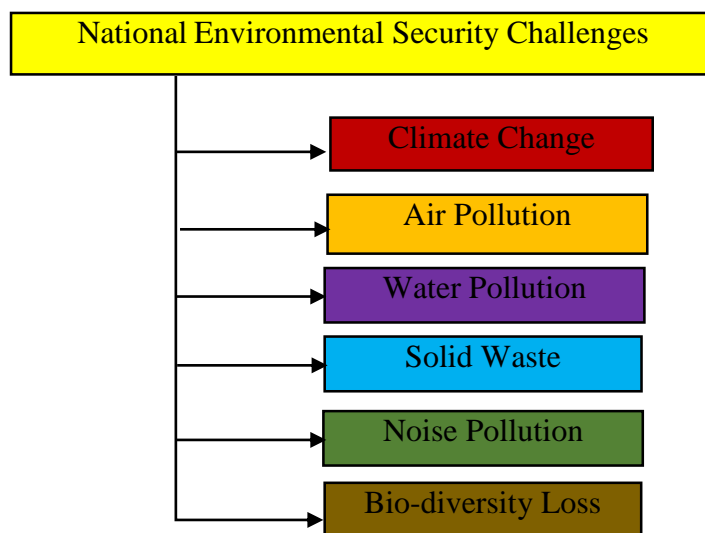 National Environmental Security Challenges
Climate Change
Air Pollution
Water Pollution
Solid Waste
Noise Pollution
Bio-diversity Loss